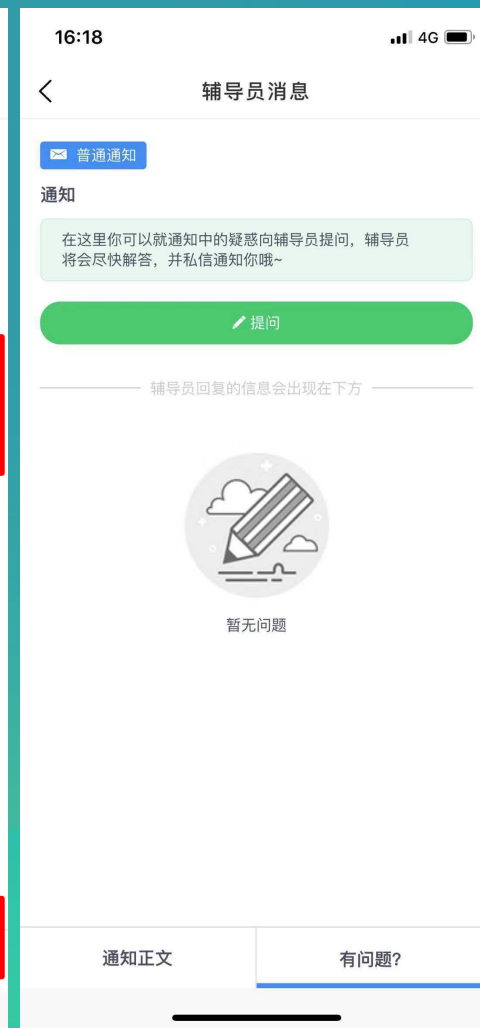 16:18
4G
辅导员消息
普通通知
通知
在这里你可以就通知中的疑惑向辅导员提问，辅导员
将会尽快解答，并私信通知你哦~
提问
辅导员回复的信息会出现在下方
暂无问题
通知正文
有问题?